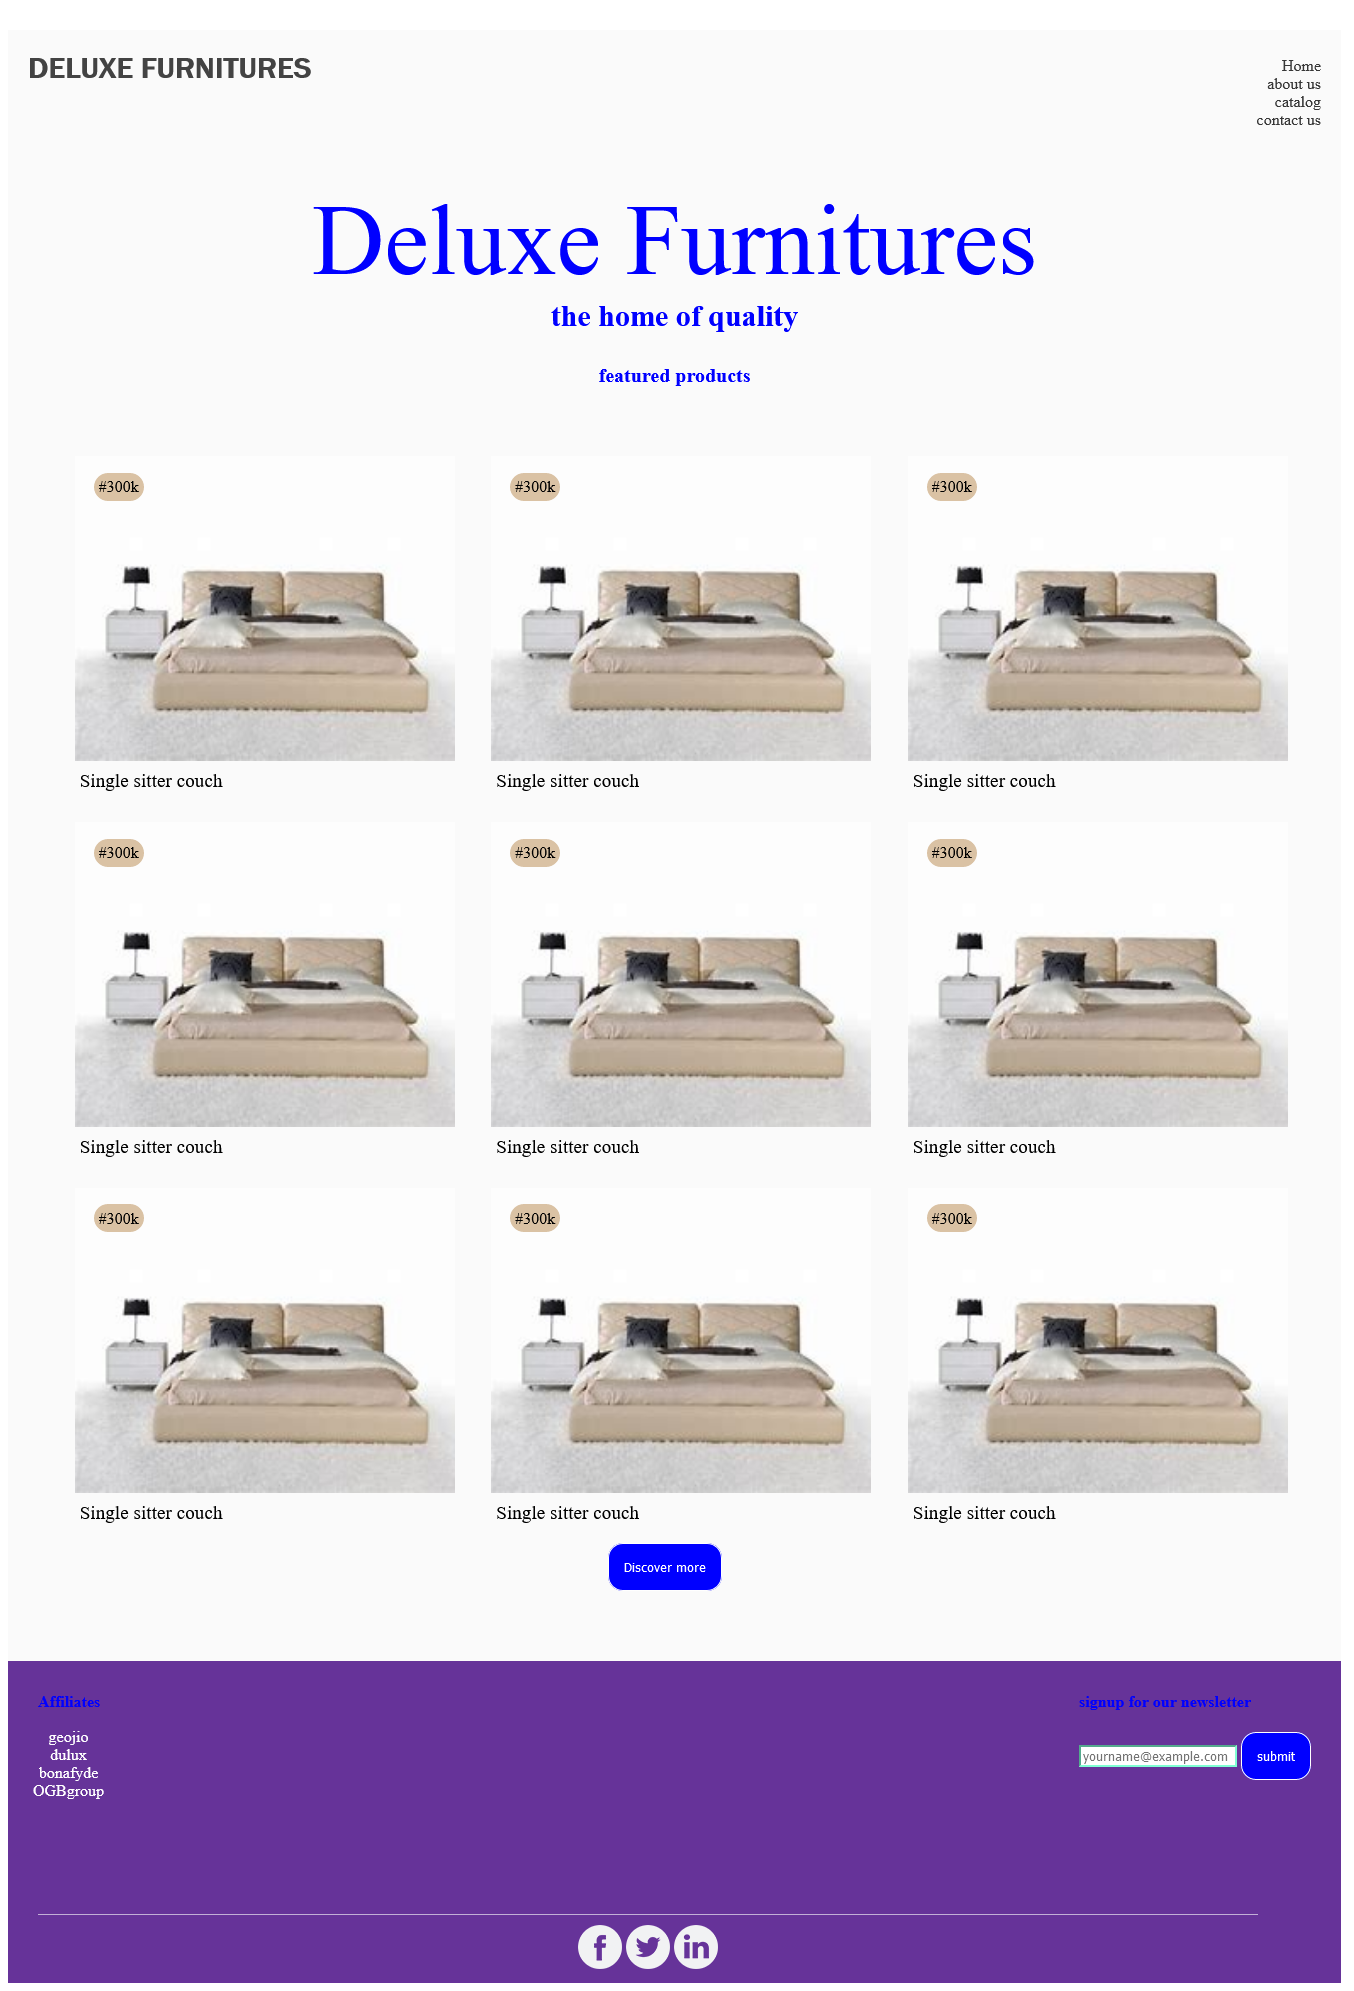 DELUXE FURNITURES
Home
about us
catalog
contact us
Deluxe Furnitures
the home of quality
featured products
#300k
#300k
#300k
Single sitter couch
Single sitter couch
Single sitter couch
#300k
#300k
#300k
Single sitter couch
Single sitter couch
Single sitter couch
#300k
#300k
#300k
Single sitter couch
Single sitter couch
Single sitter couch
Discover more
Affiliates
geojio
dulux
bonafyde
OGBgroup
signup for our newsletter
yourname@example.com
submit